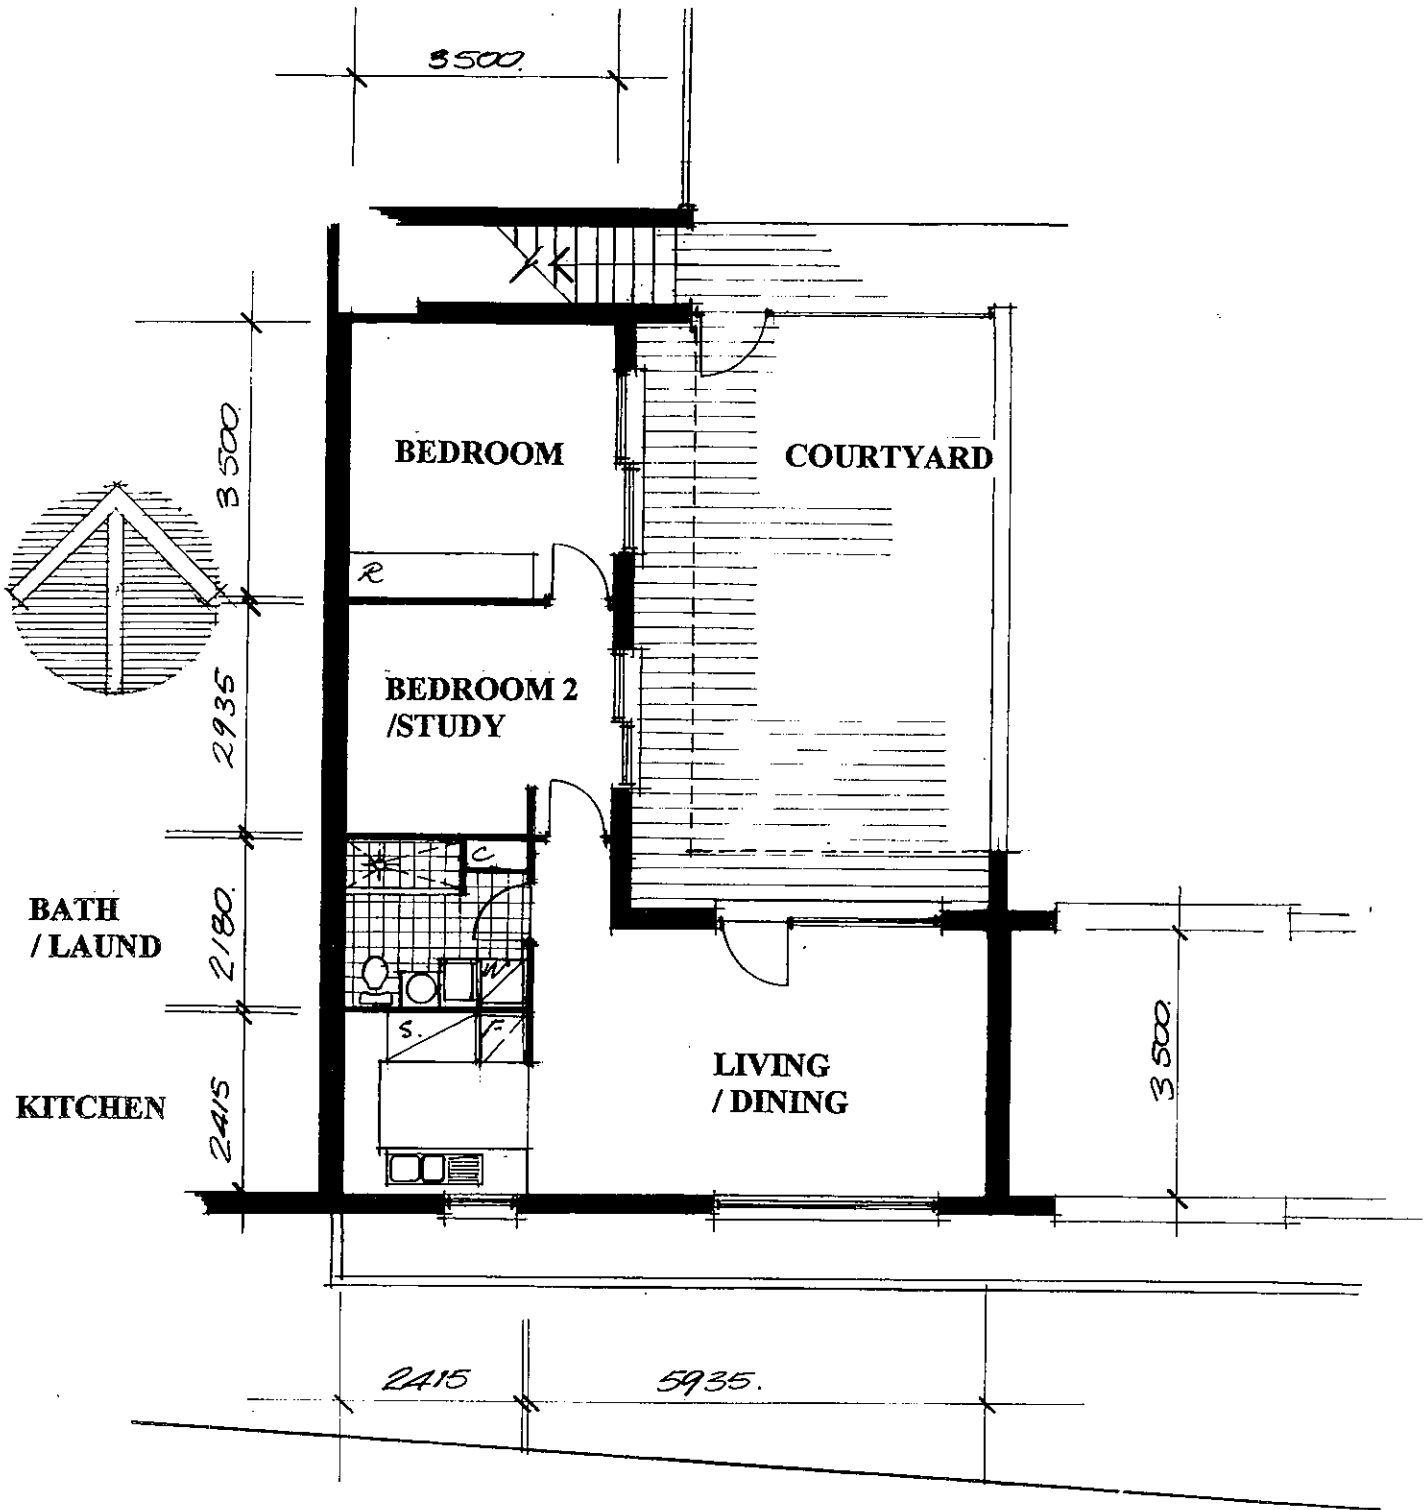 3500.
3500.
BEDROOM
COURTYARD
R
2935
BEDROOM 2
/STUDY
C
BATH
/ LAUND
2180.
W
S.
F
KITCHEN
2415
LIVING
/ DINING
3500.
2415
5935.